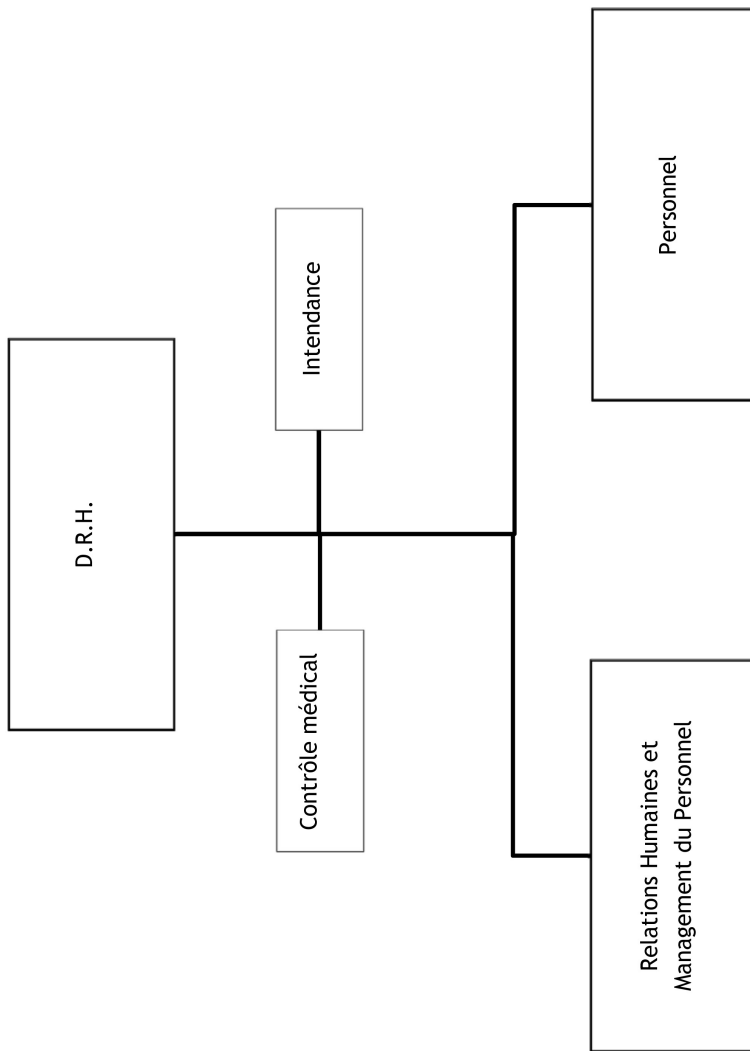 D.R.H.
Contrôle médical
Intendance
Relations Humaines et
Management du Personnel
Personnel